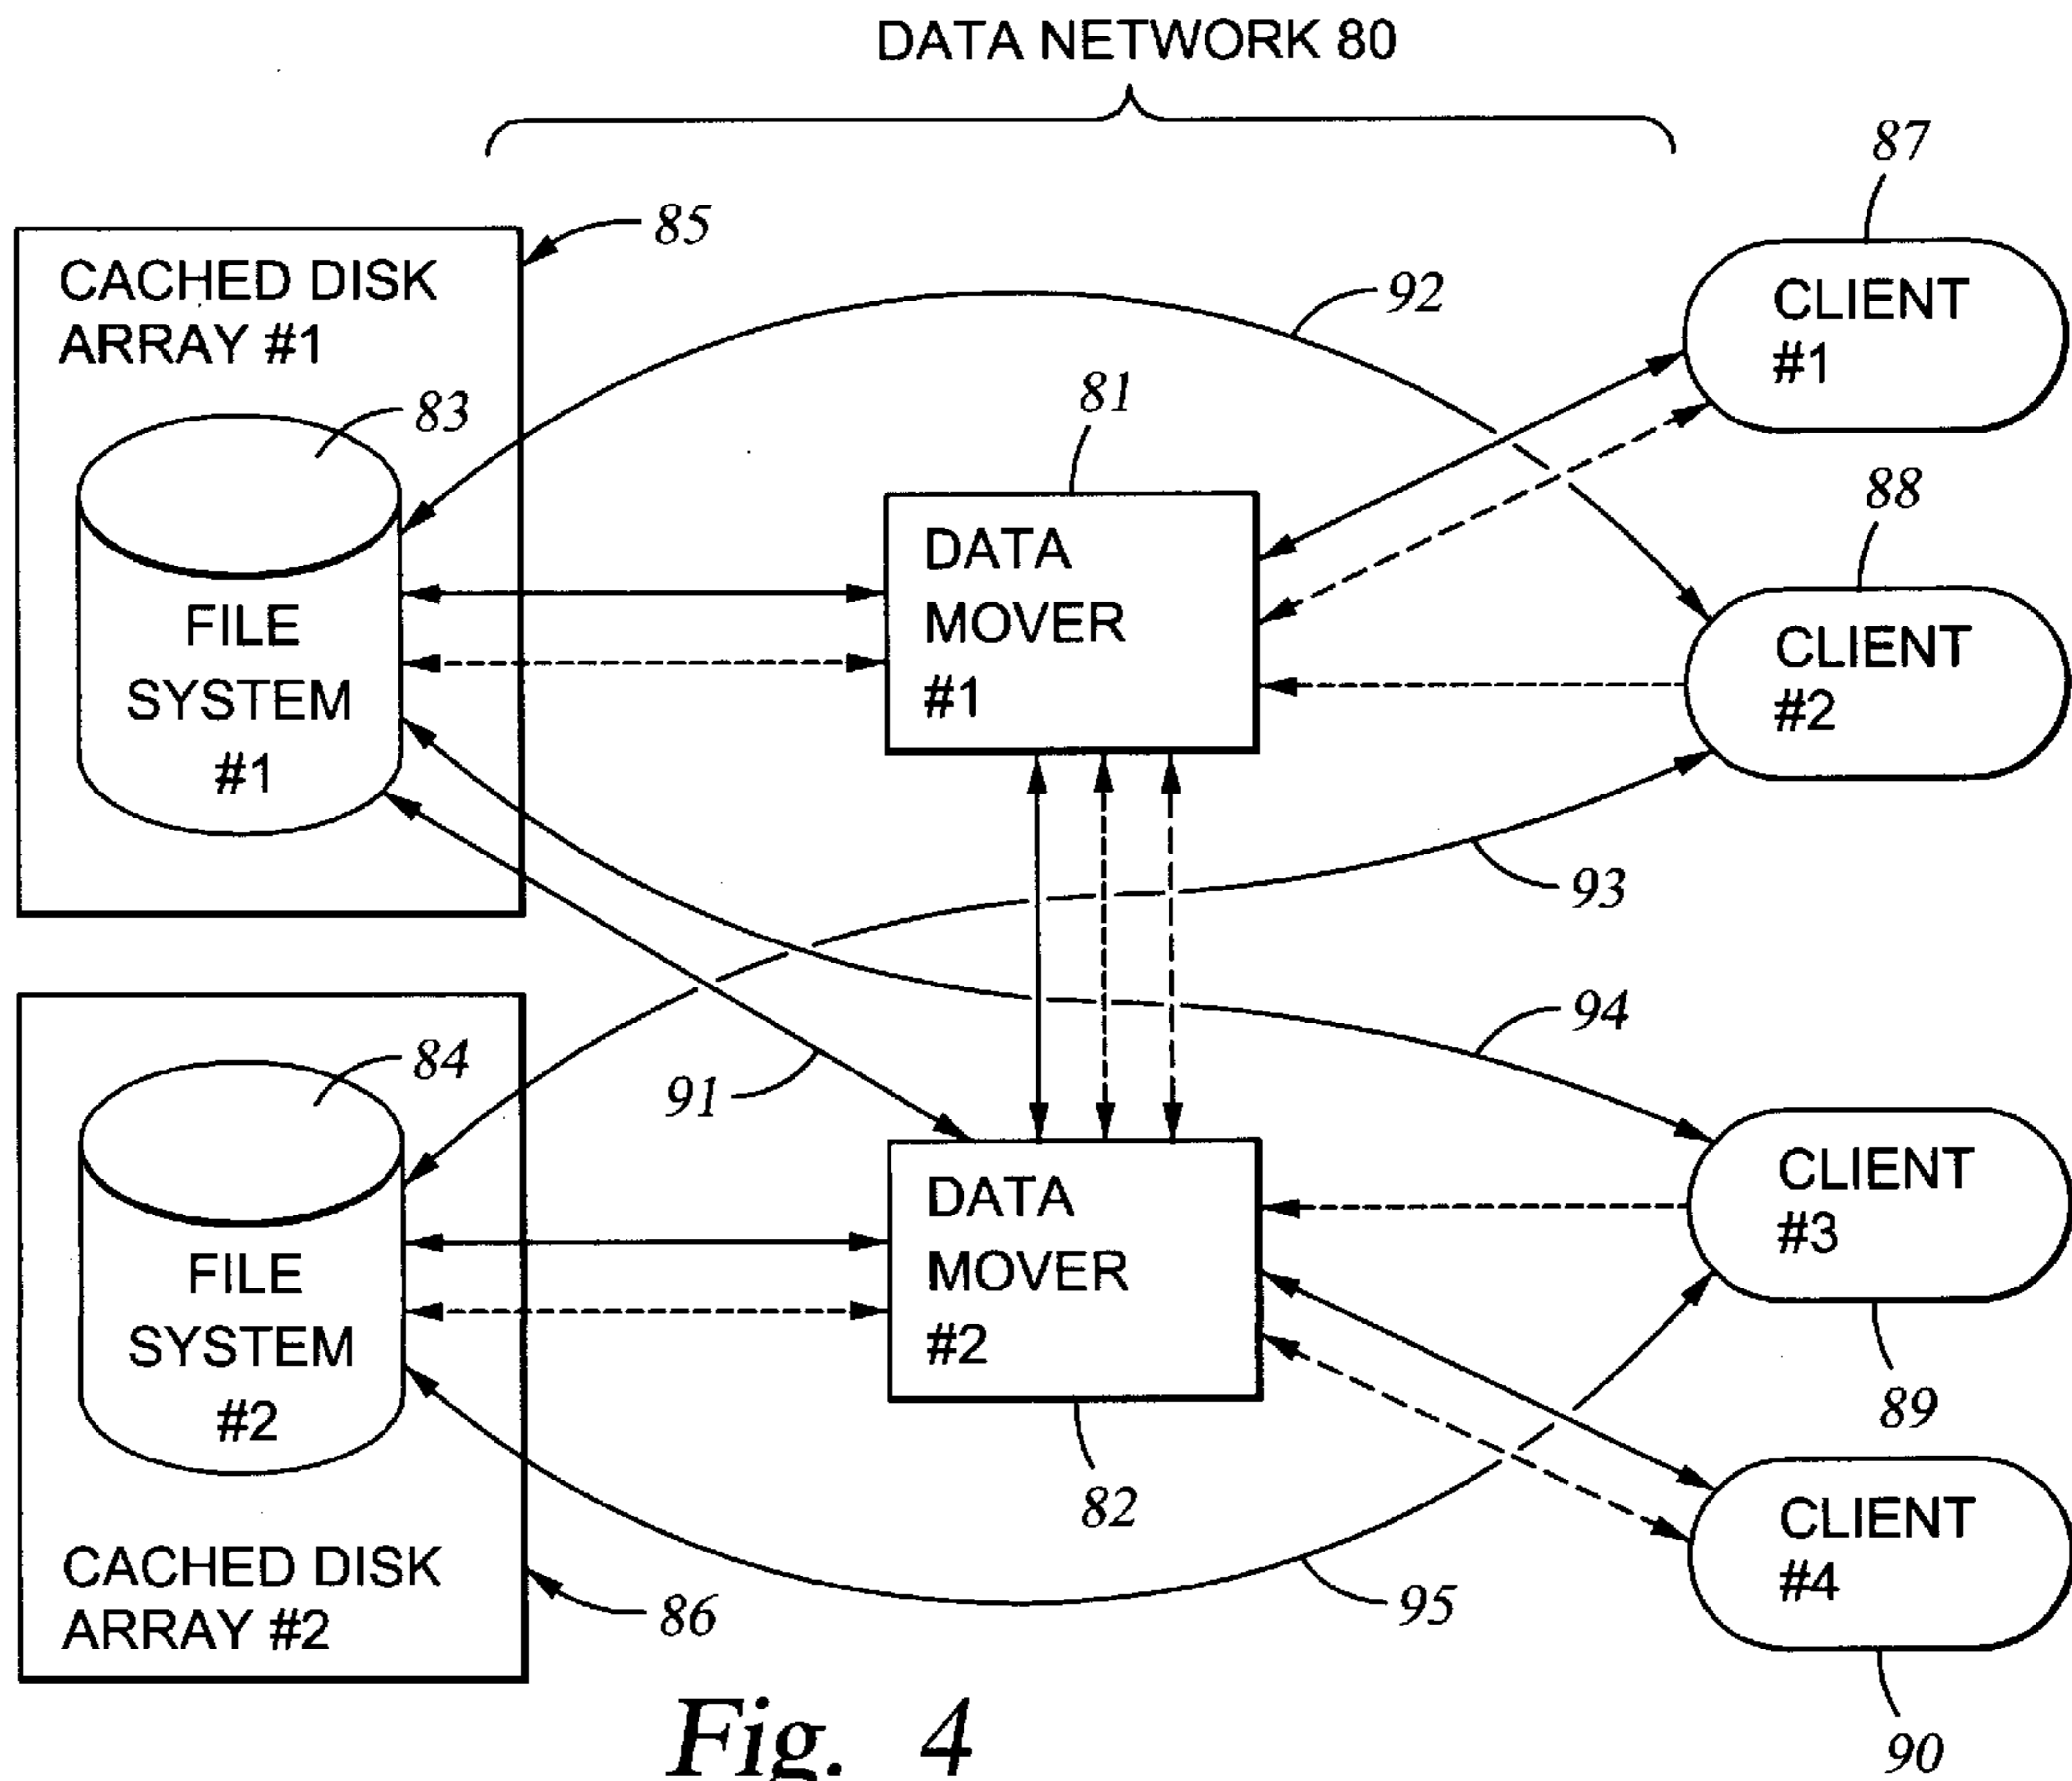 DATA NETWORK 80
87
85
CACHED DISK
ARRAY #1
92
CLIENT
#1
83
81
88
DATA
MOVER
#1
FILE
SYSTEM
#1
CLIENT
#2
93
94
84
91
CLIENT
#3
DATA
MOVER
#2
FILE
SYSTEM
#2
89
82
CLIENT
#4
CACHED DISK
ARRAY #2
86
95
90
Fig. 4